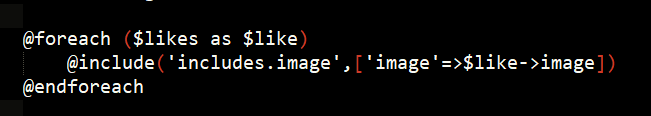 @foreach ($likes as $like)
    @include('includes.image',['image'=>$like->image])
@endforeach